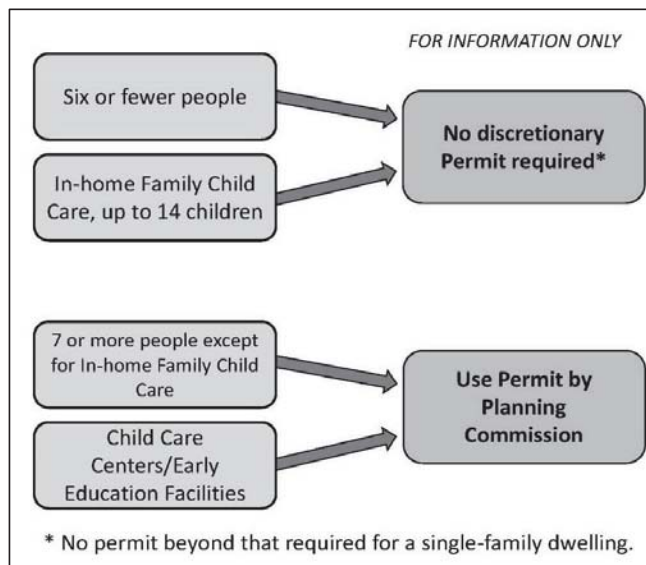 FOR INFORMATION ONLY
Six or fewer people
No discretionary
Permit required*
In-home Family Child
Care, up to 14 children
7 or more people except
for In-home Family Child
Care
Use Permit by
Planning
Commission
Child Care
Centers/Early
Education Facilities
* No permit beyond that required for a single-family dwelling.